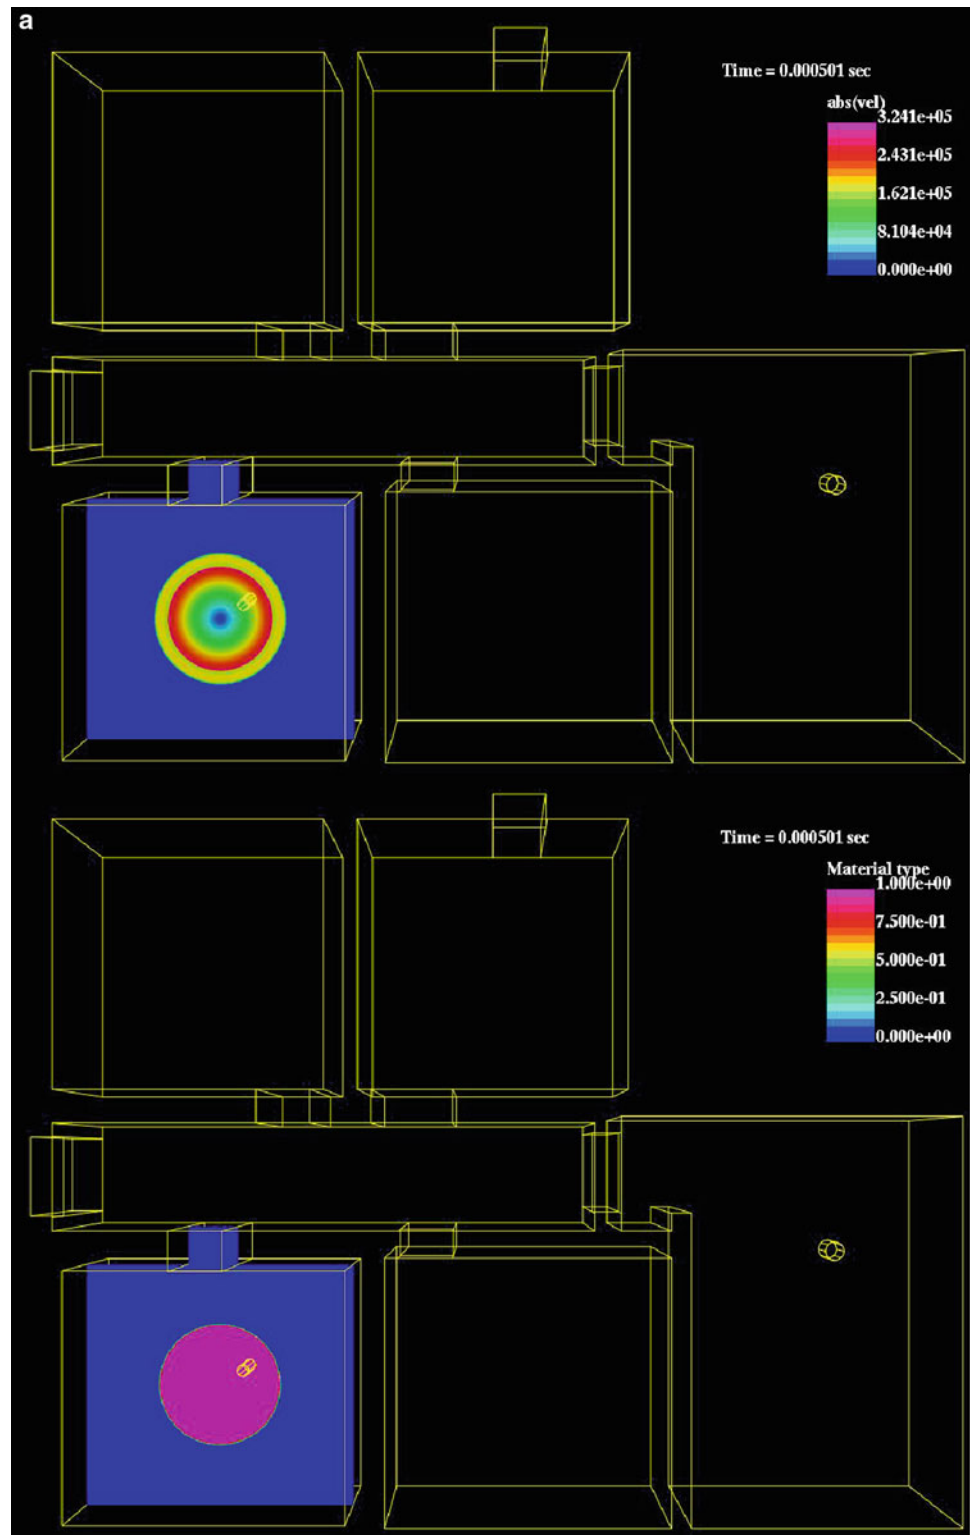 a
Time = 0.000501 sec
abs(vel)
3.241e+05
2.431e+05
1.621e+05
8.104e+04
0.000e+00
Time = 0.000501 sec
Material type
1.000e+00
7.500e-01
5.000e-01
2.500e-01
0.000e+00